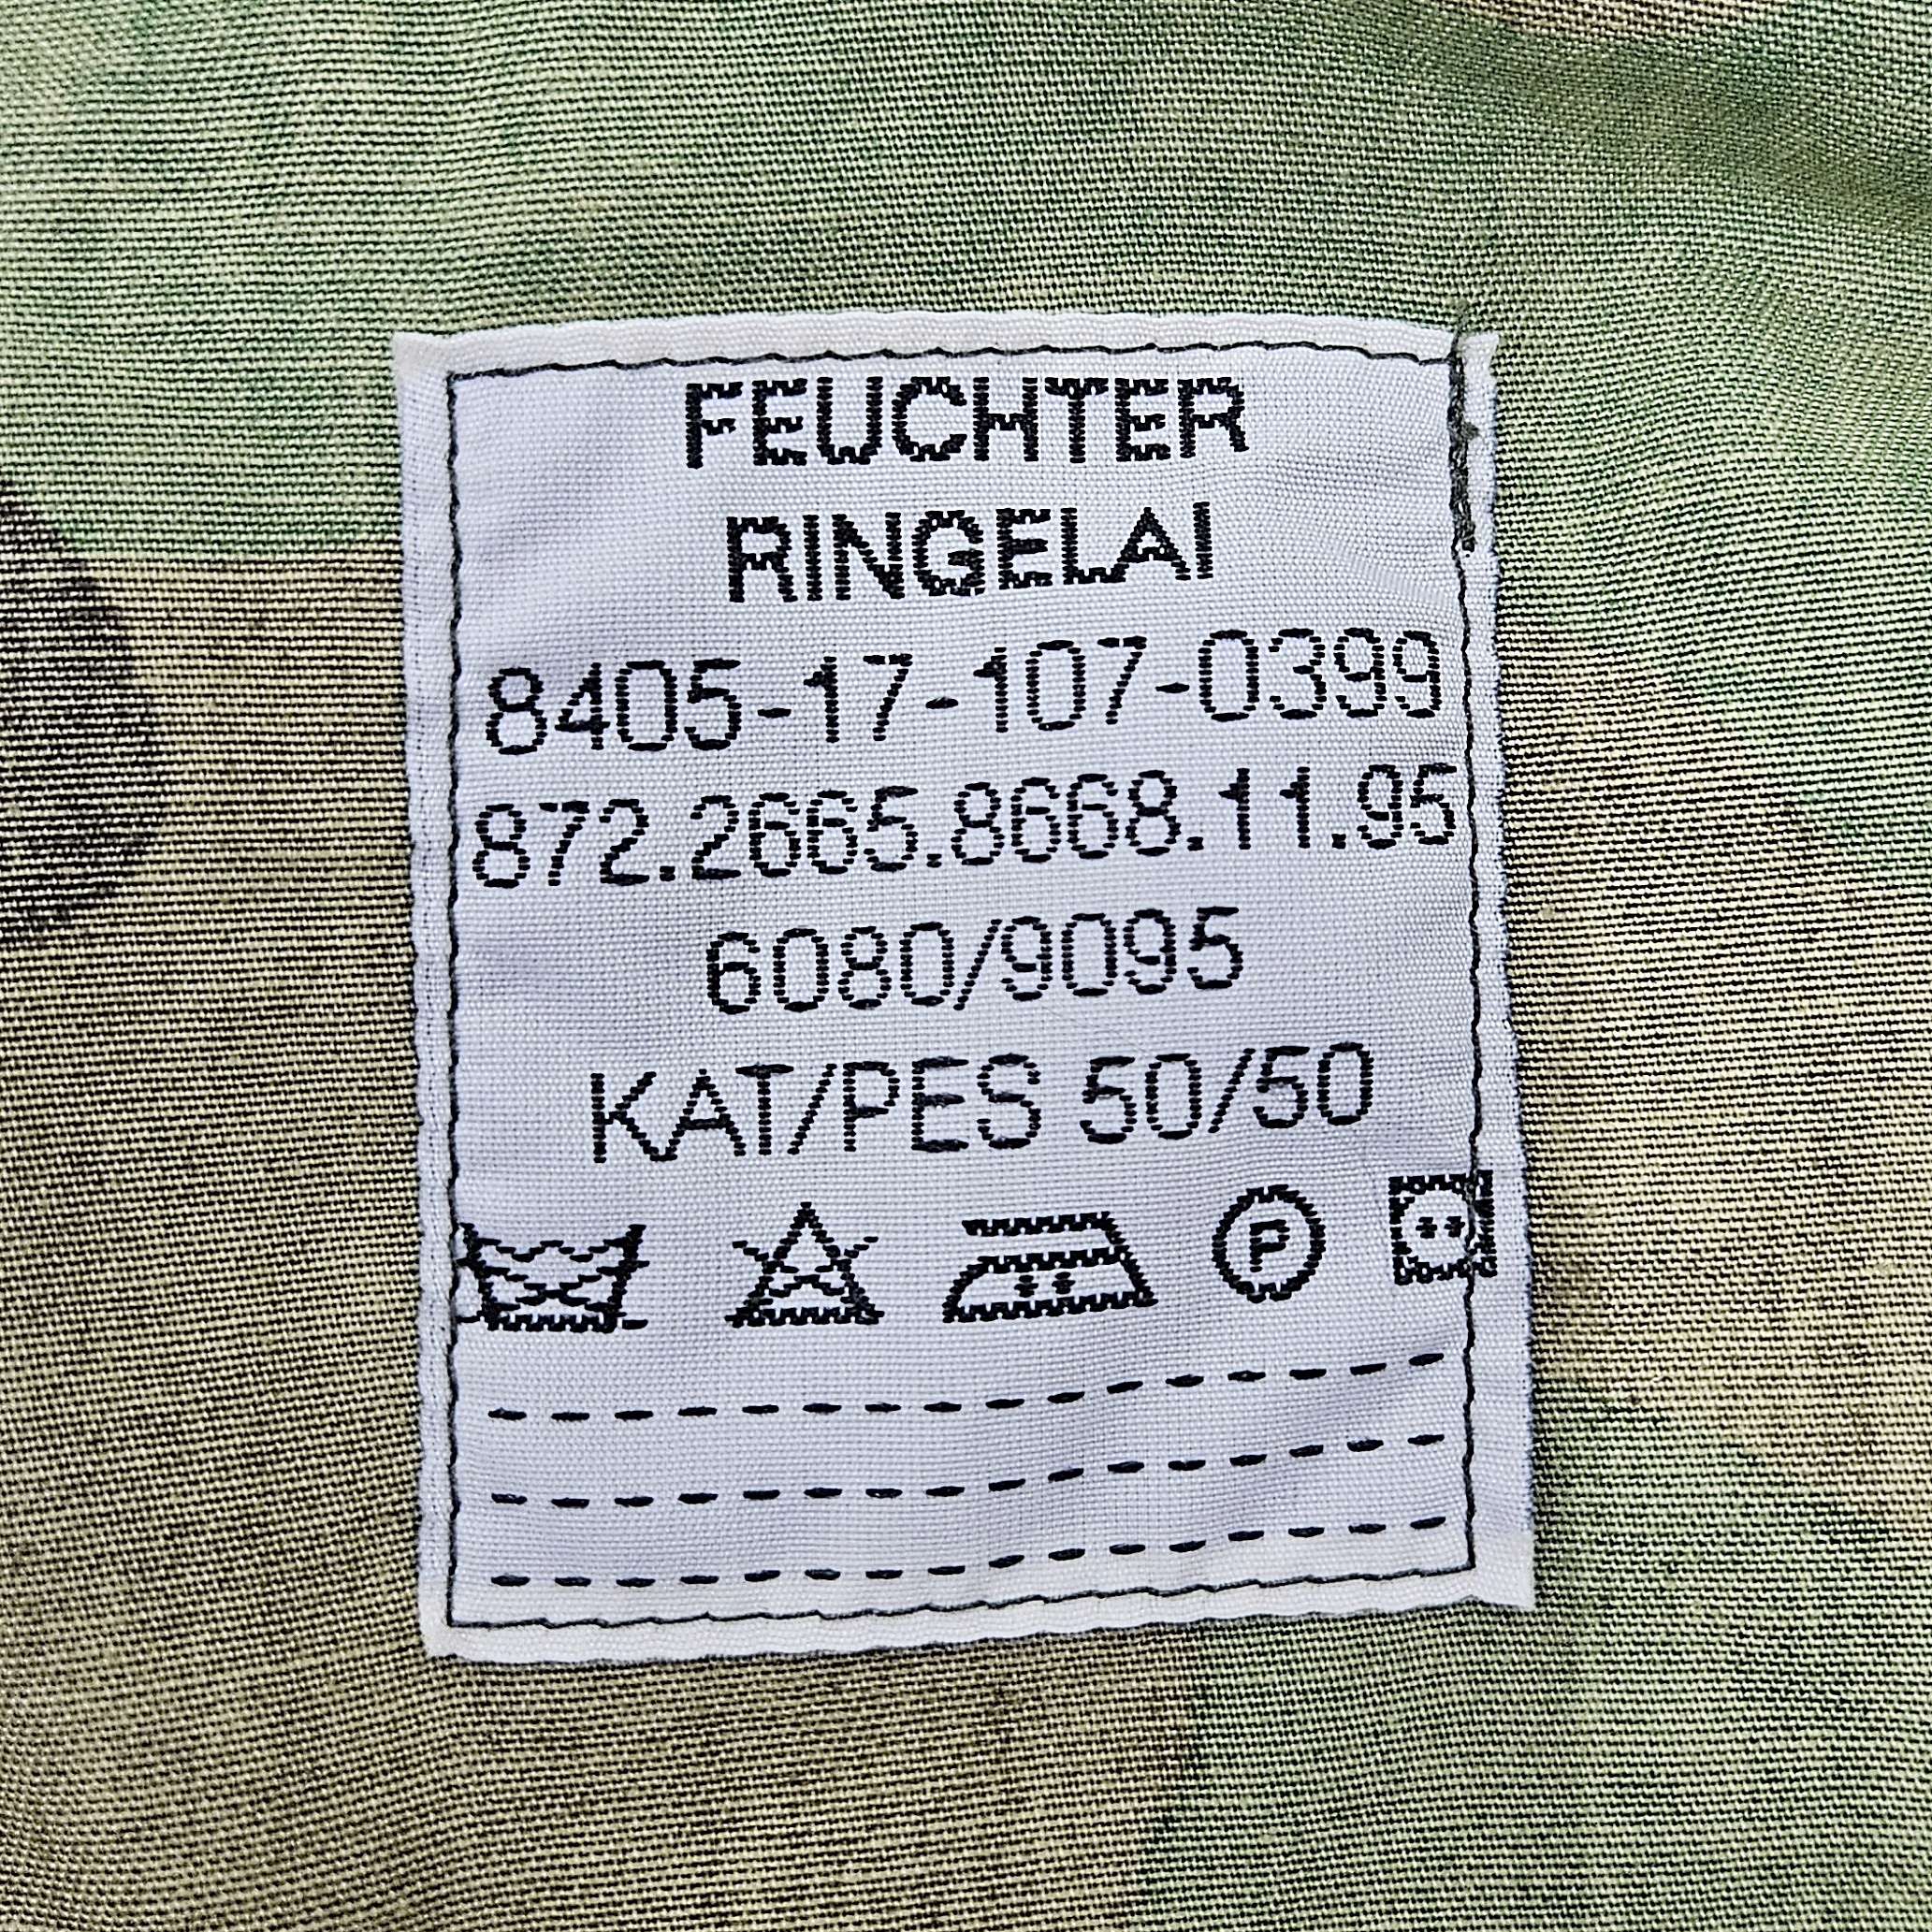 FEUCHTER
RINGELAI
8405-17-107-0399
872.2665.8668.11.95
6080/9095
KAT/PES 50/50
P